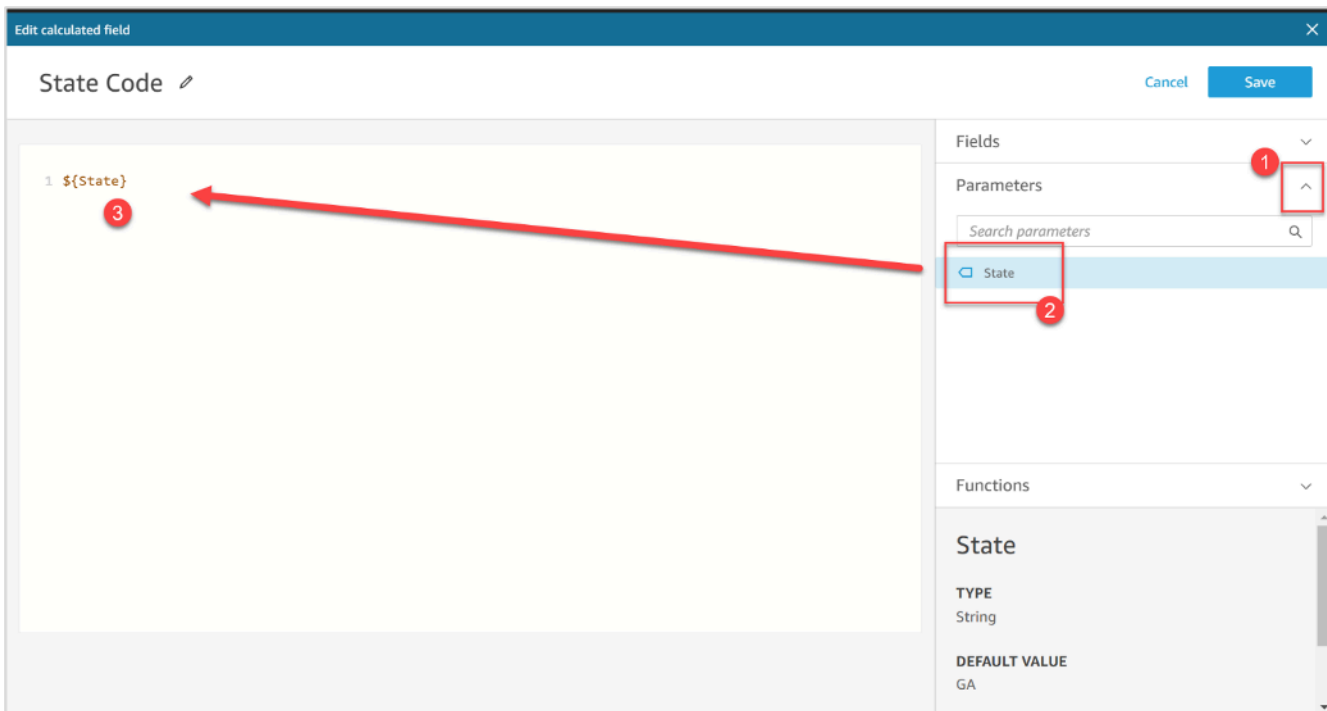 Edit calculated field
State Code
Cancel
Save
Fields
1
Parameters
Search parameters
State
2
1 ${State}
3
Functions
State
TYPE
String
DEFAULT VALUE
GA